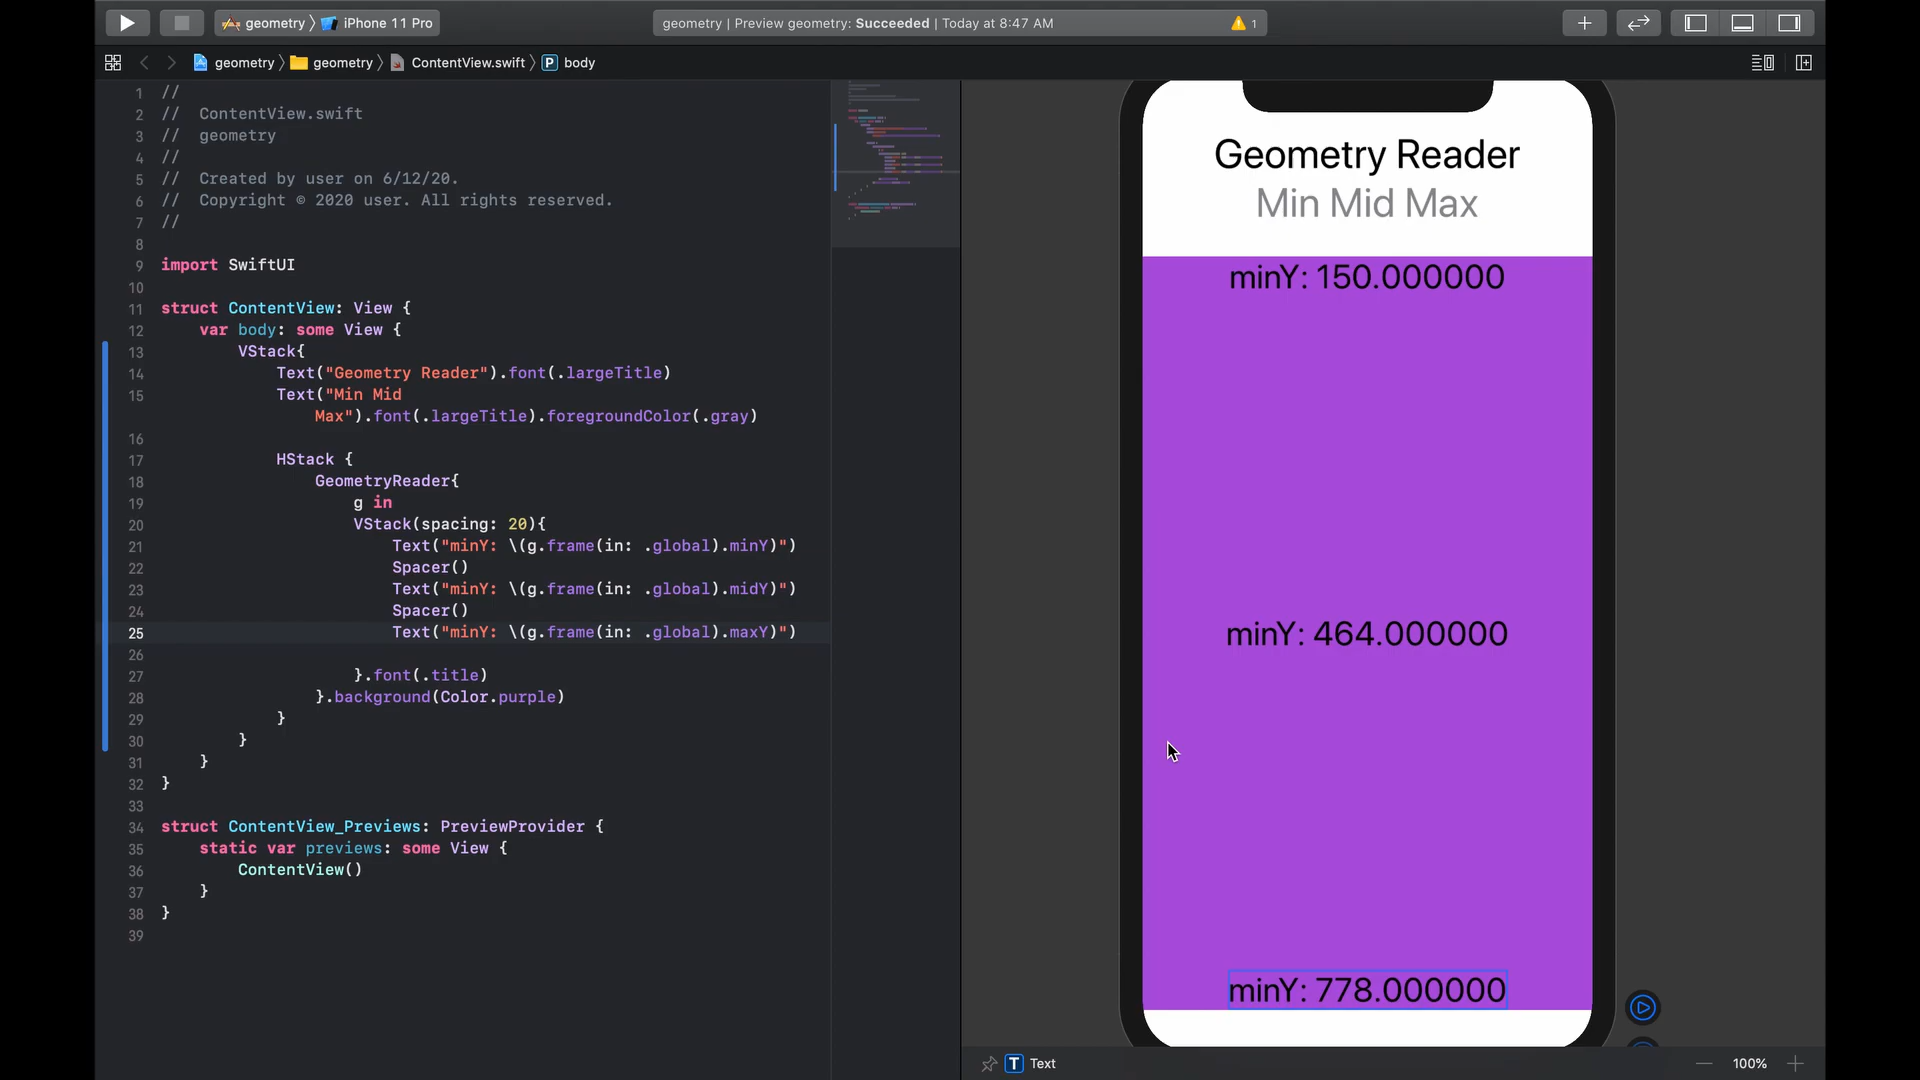 geometry 〉 iPhone 11 Pro
geometry | Preview geometry: Succeeded | Today at 8:47 AM
1
geometry 〉 geometry 〉 ContentView.swift 〉 P body
1 //
2 //  ContentView.swift
3 //  geometry
4 //
5 //  Created by user on 6/12/20.
6 //  Copyright © 2020 user. All rights reserved.
7 //
8
9 import SwiftUI
10
11 struct ContentView: View {
12     var body: some View {
13         VStack{
14             Text("Geometry Reader").font(.largeTitle)
15             Text("Min Mid
                Max").font(.largeTitle).foregroundColor(.gray)
16
17             HStack {
18                 GeometryReader{
19                     g in
20                     VStack(spacing: 20){
21                         Text("minY: \(g.frame(in: .global).minY)")
22                         Spacer()
23                         Text("minY: \(g.frame(in: .global).midY)")
24                         Spacer()
25                         Text("minY: \(g.frame(in: .global).maxY)")
26
27                     }.font(.title)
28                 }.background(Color.purple)
29             }
30         }
31     }
32 }
33
34 struct ContentView_Previews: PreviewProvider {
35     static var previews: some View {
36         ContentView()
37     }
38 }
39
Geometry Reader
Min Mid Max
minY: 150.000000
minY: 464.000000
minY: 778.000000
T Text
100%